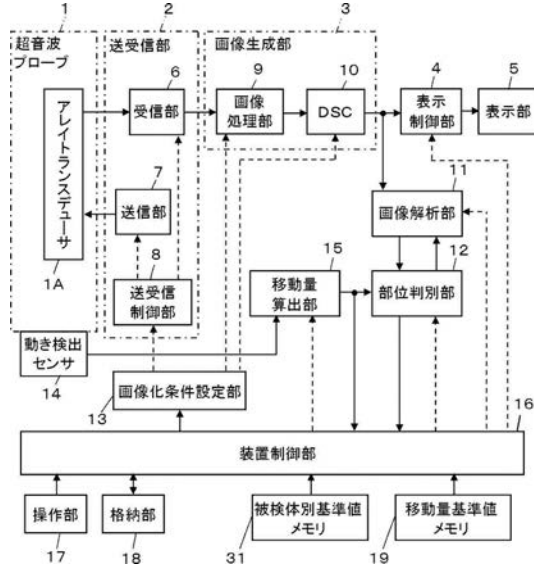 1
2
3
超音波
プローブ
送受信部
画像生成部
6
9
10
4
5
アレイトランスデューサ
受信部
画像
処理部
DSC
表示
制御部
表示部
7
11
送信部
画像解析部
1A
8
15
12
送受信
制御部
移動量
算出部
部位判別部
動き検出
センサ
14
画像化条件設定部
13
16
装置制御部
操作部
格納部
被検体別基準値
メモリ
移動量基準値
メモリ
17
18
31
19